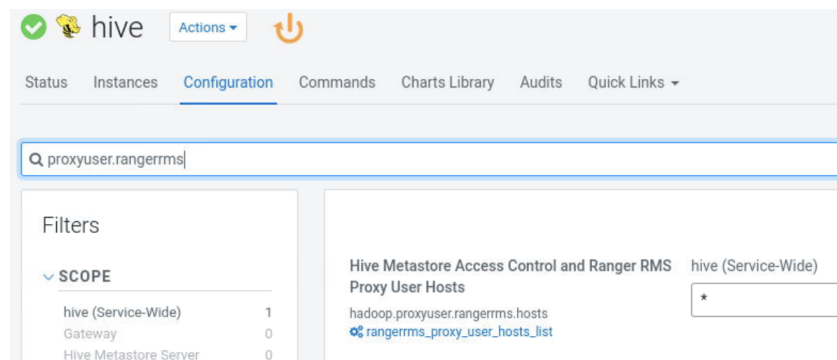 hive Actions
Status Instances Configuration Commands Charts Library Audits Quick Links
proxyuser.rangerrms
Filters
SCOPE
hive (Service-Wide) 1
Gateway 0
Hive Metastore Server 0
Hive Metastore Access Control and Ranger RMS
Proxy User Hosts
hadoop.proxyuser.rangerrms.hosts
rangerrms_proxy_user_hosts_list
hive (Service-Wide)
*